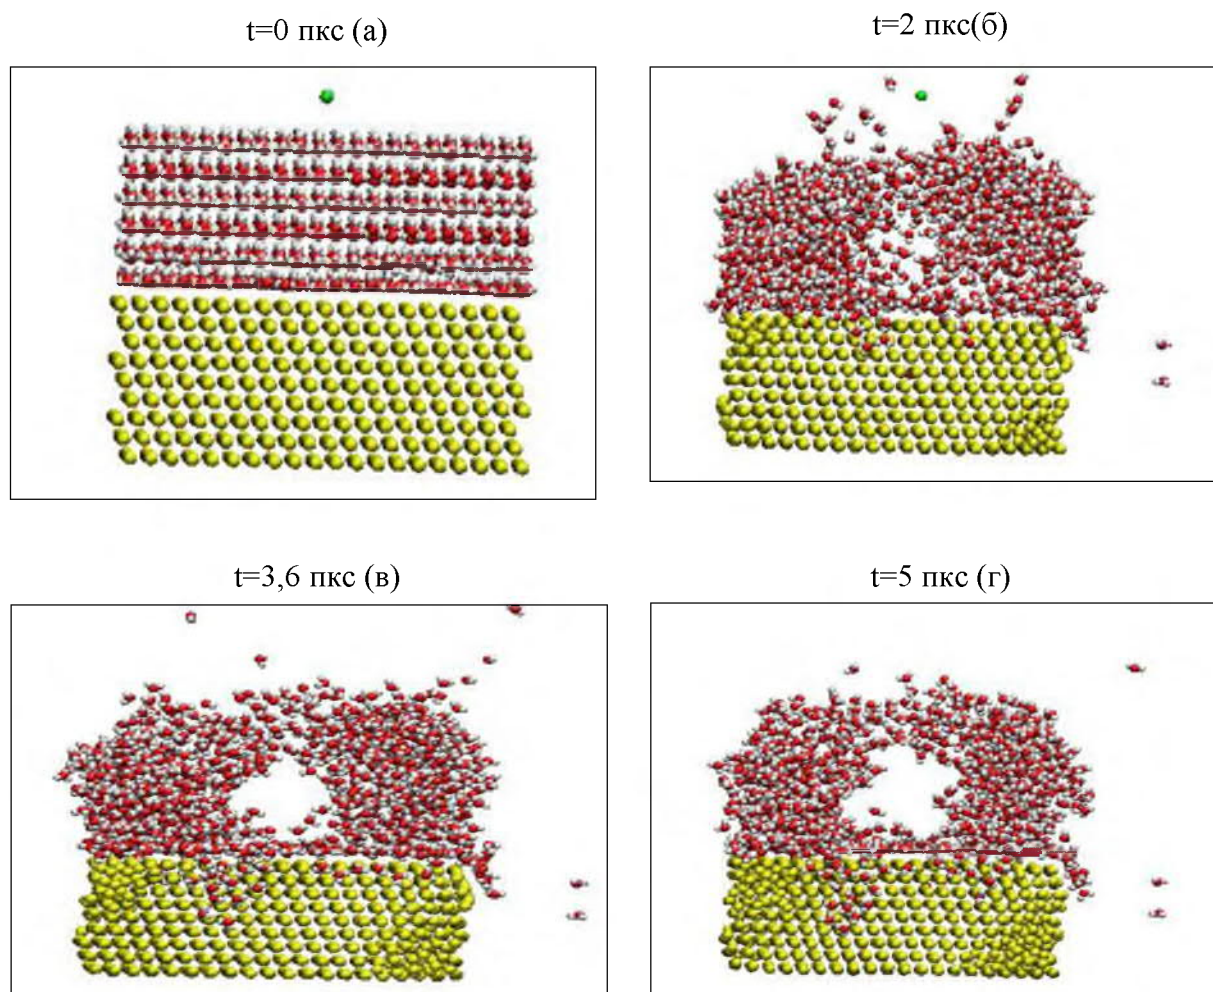 t=0 пкс (а)
t=2 пкс(б)
t=3,6 пкс (в)
t=5 пкс (г)